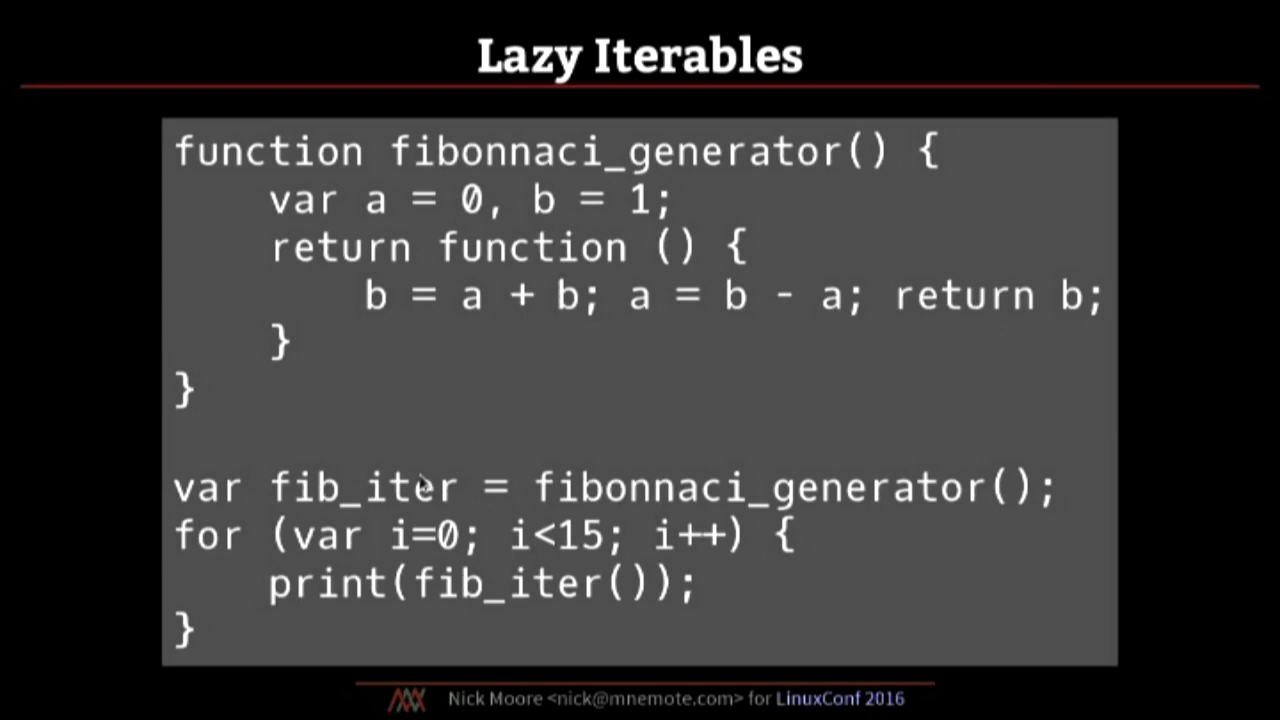 Lazy Iterables
function fibonnaci_generator() {
    var a = 0, b = 1;
    return function () {
        b = a + b; a = b - a; return b;
    }
}
var fib_iter = fibonnaci_generator();
for (var i=0; i<15; i++) {
    print(fib_iter());
}
Nick Moore <nick@mnemote.com> for LinuxConf 2016